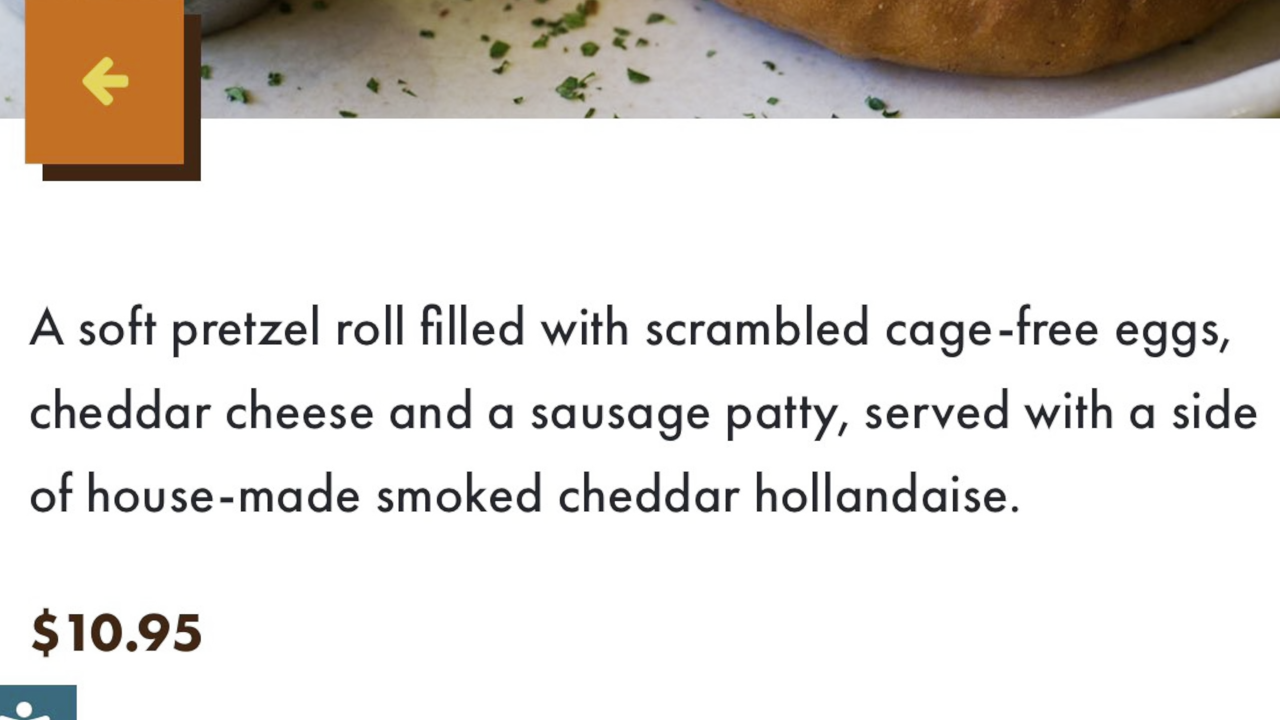 A soft pretzel roll filled with scrambled cage-free eggs,
cheddar cheese and a sausage patty, served with a side
of house-made smoked cheddar hollandaise.
$10.95